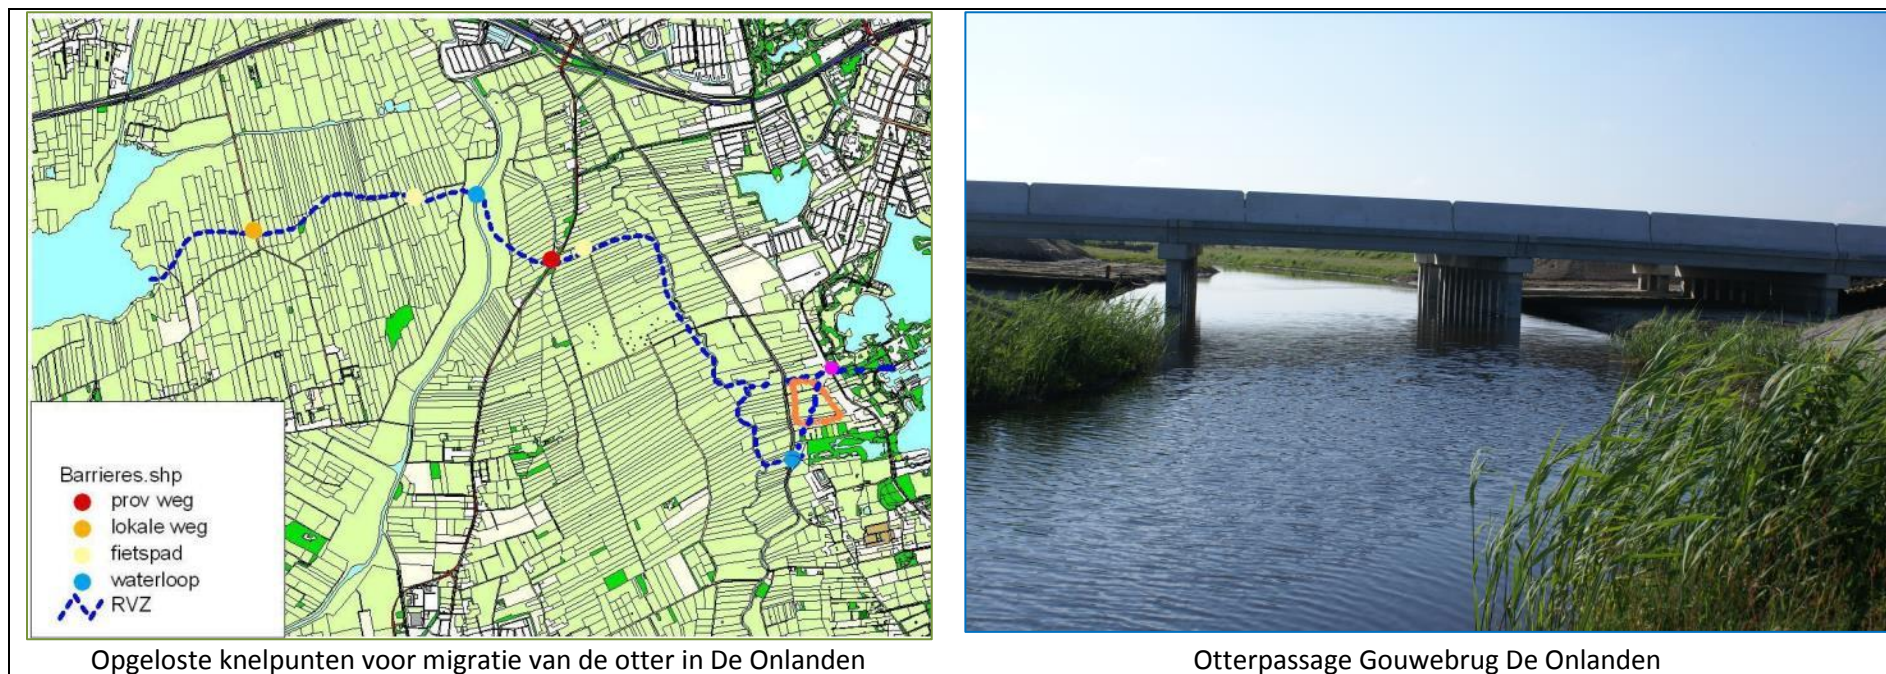 Barrieres.shp
prov weg
lokale weg
fietspad
waterloop
RVZ
Opgeloste knelpunten voor migratie van de otter in De Onlanden
Otterpassage Gouwebrug De Onlanden